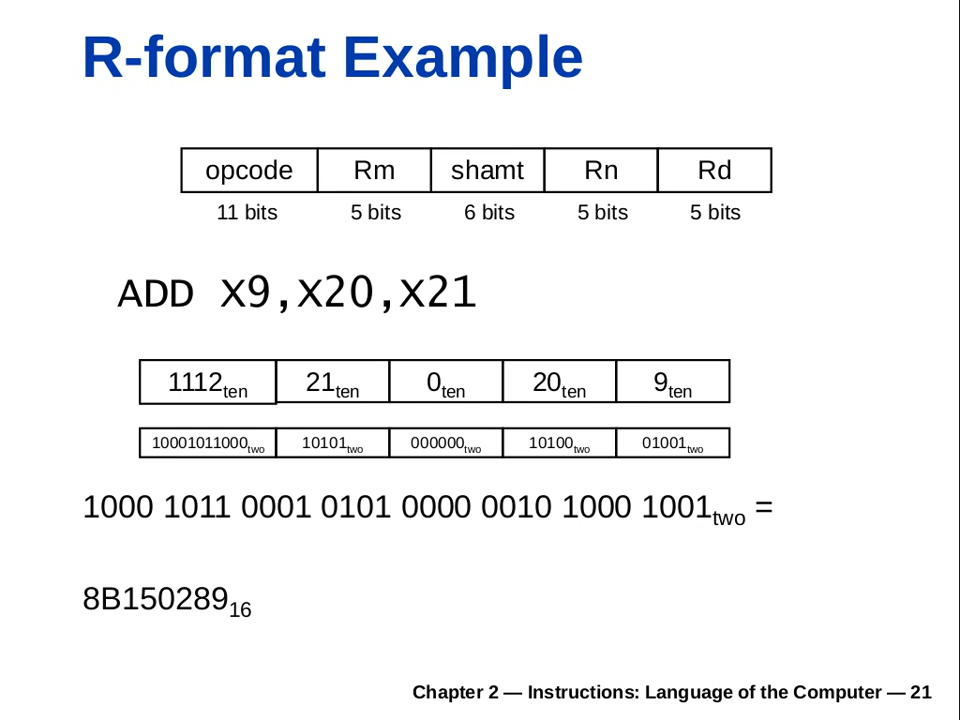 R-format Example
opcode Rm shamt Rn Rd
11 bits 5 bits 6 bits 5 bits 5 bits
ADD X9,X20,X21
1112ten 21ten 0ten 20ten 9ten
10001011000two 10101two 000000two 10100two 01001two
1000 1011 0001 0101 0000 0010 1000 1001two =
8B15028916
Chapter 2 — Instructions: Language of the Computer — 21